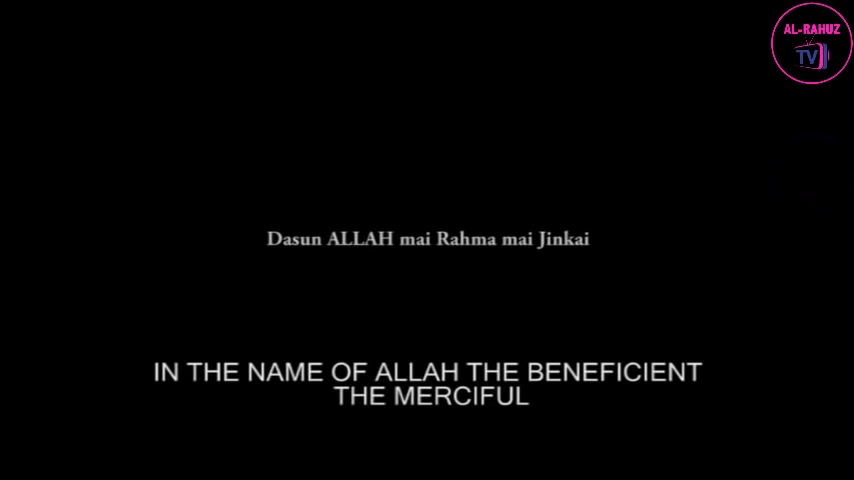 AL-RAHUZ
TV
Dasun ALLAH mai Rahma mai Jinkai
IN THE NAME OF ALLAH THE BENEFICIENT
THE MERCIFUL